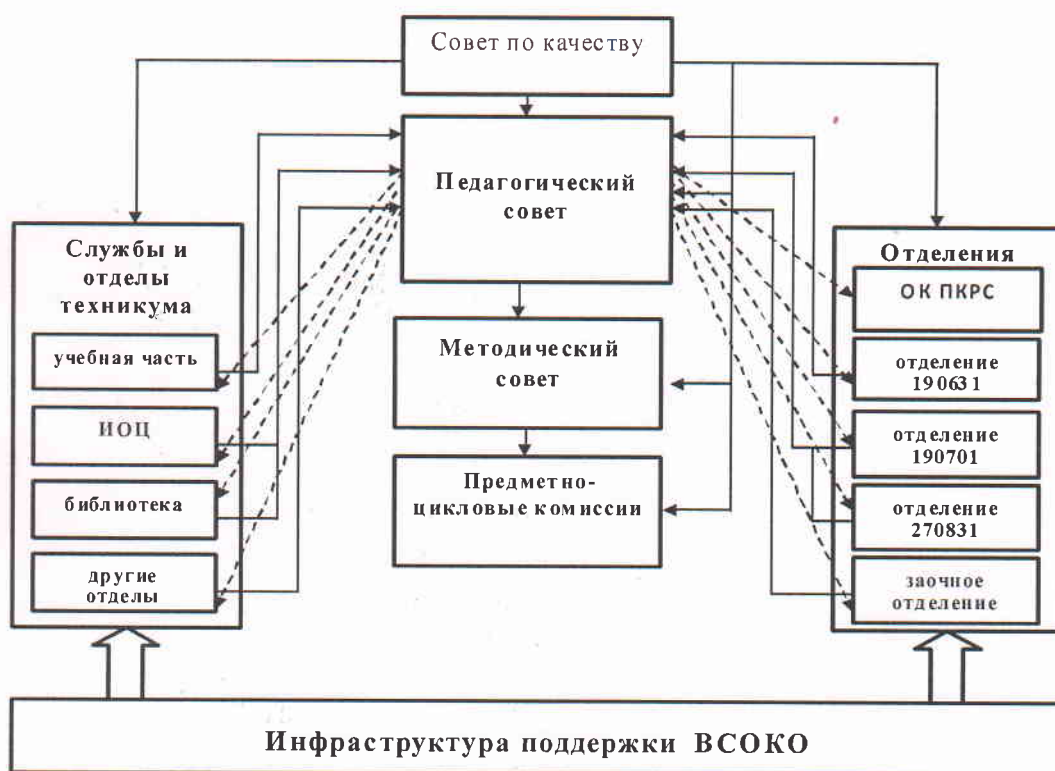 Совет по качеству
Педагогический
совет
Службы и
отделы
техникума
учебная часть
ИОЦ
библиотека
другие
отделы
Методический
совет
Предметно-
цикловые комиссии
Отделения
ОК ПКРС
отделение
190631
отделение
190701
отделение
270831
заочное
отделение
Инфраструктура поддержки ВСОКО